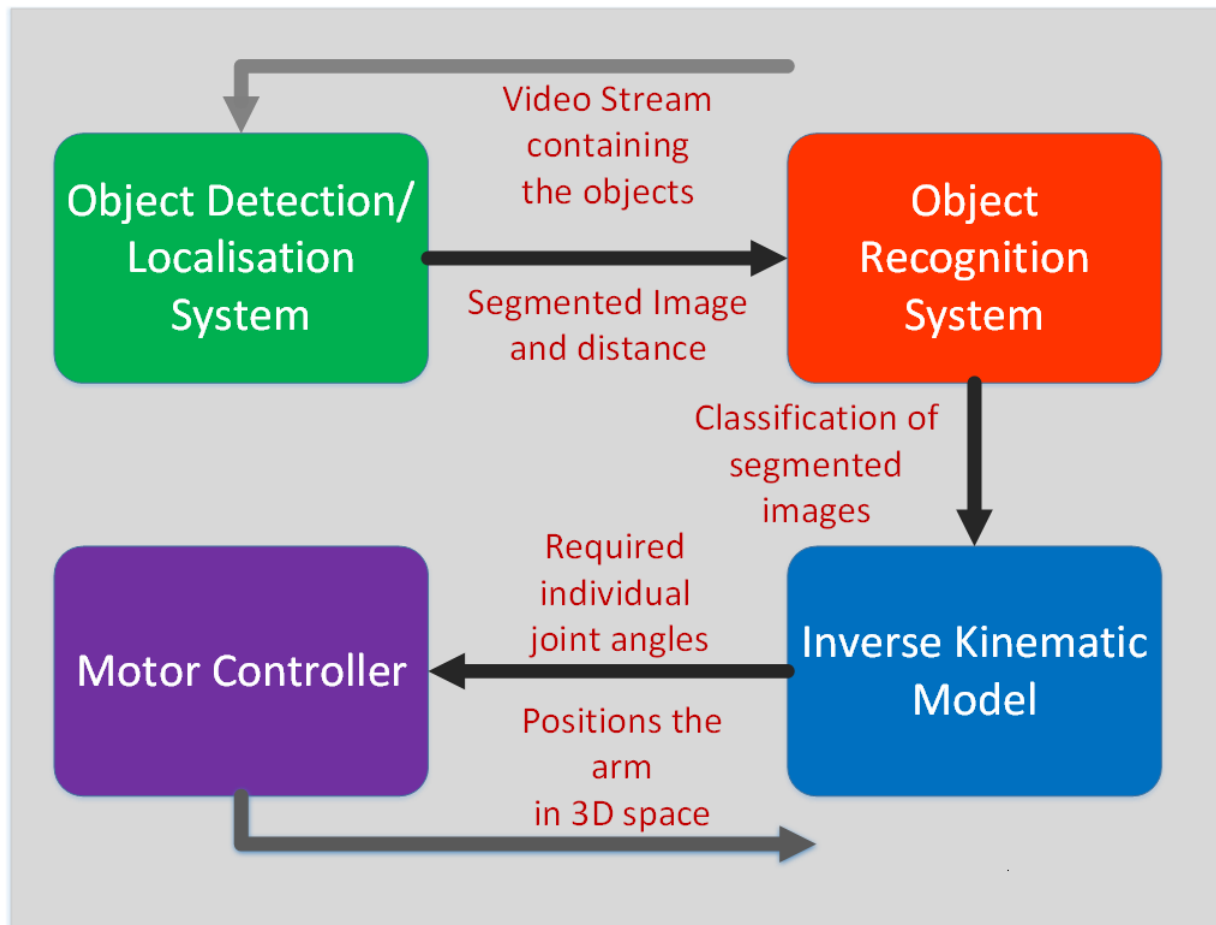 Video Stream
containing
the objects
Object Detection/
Localisation
System
Object
Recognition
System
Segmented Image
and distance
Classification of
segmented
images
Required
individual
joint angles
Inverse Kinematic
Model
Motor Controller
Positions the
arm
in 3D space